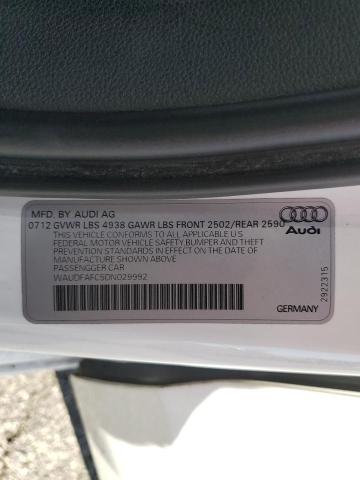 MFD. BY AUDI AG
0712 GVWR LBS 4938 GAWR LBS FRONT 2502/REAR 2590
THIS VEHICLE CONFORMS TO ALL APPLICABLE U S
FEDERAL MOTOR VEHICLE SAFETY,BUMPER AND THEFT
PREVENTION STANDARDS IN EFFECT ON THE DATE OF
MANUFACTURE SHOWN ABOVE
PASSENGER CAR
WAUDFAFC5DN029992
Audi
GERMANY
2922315